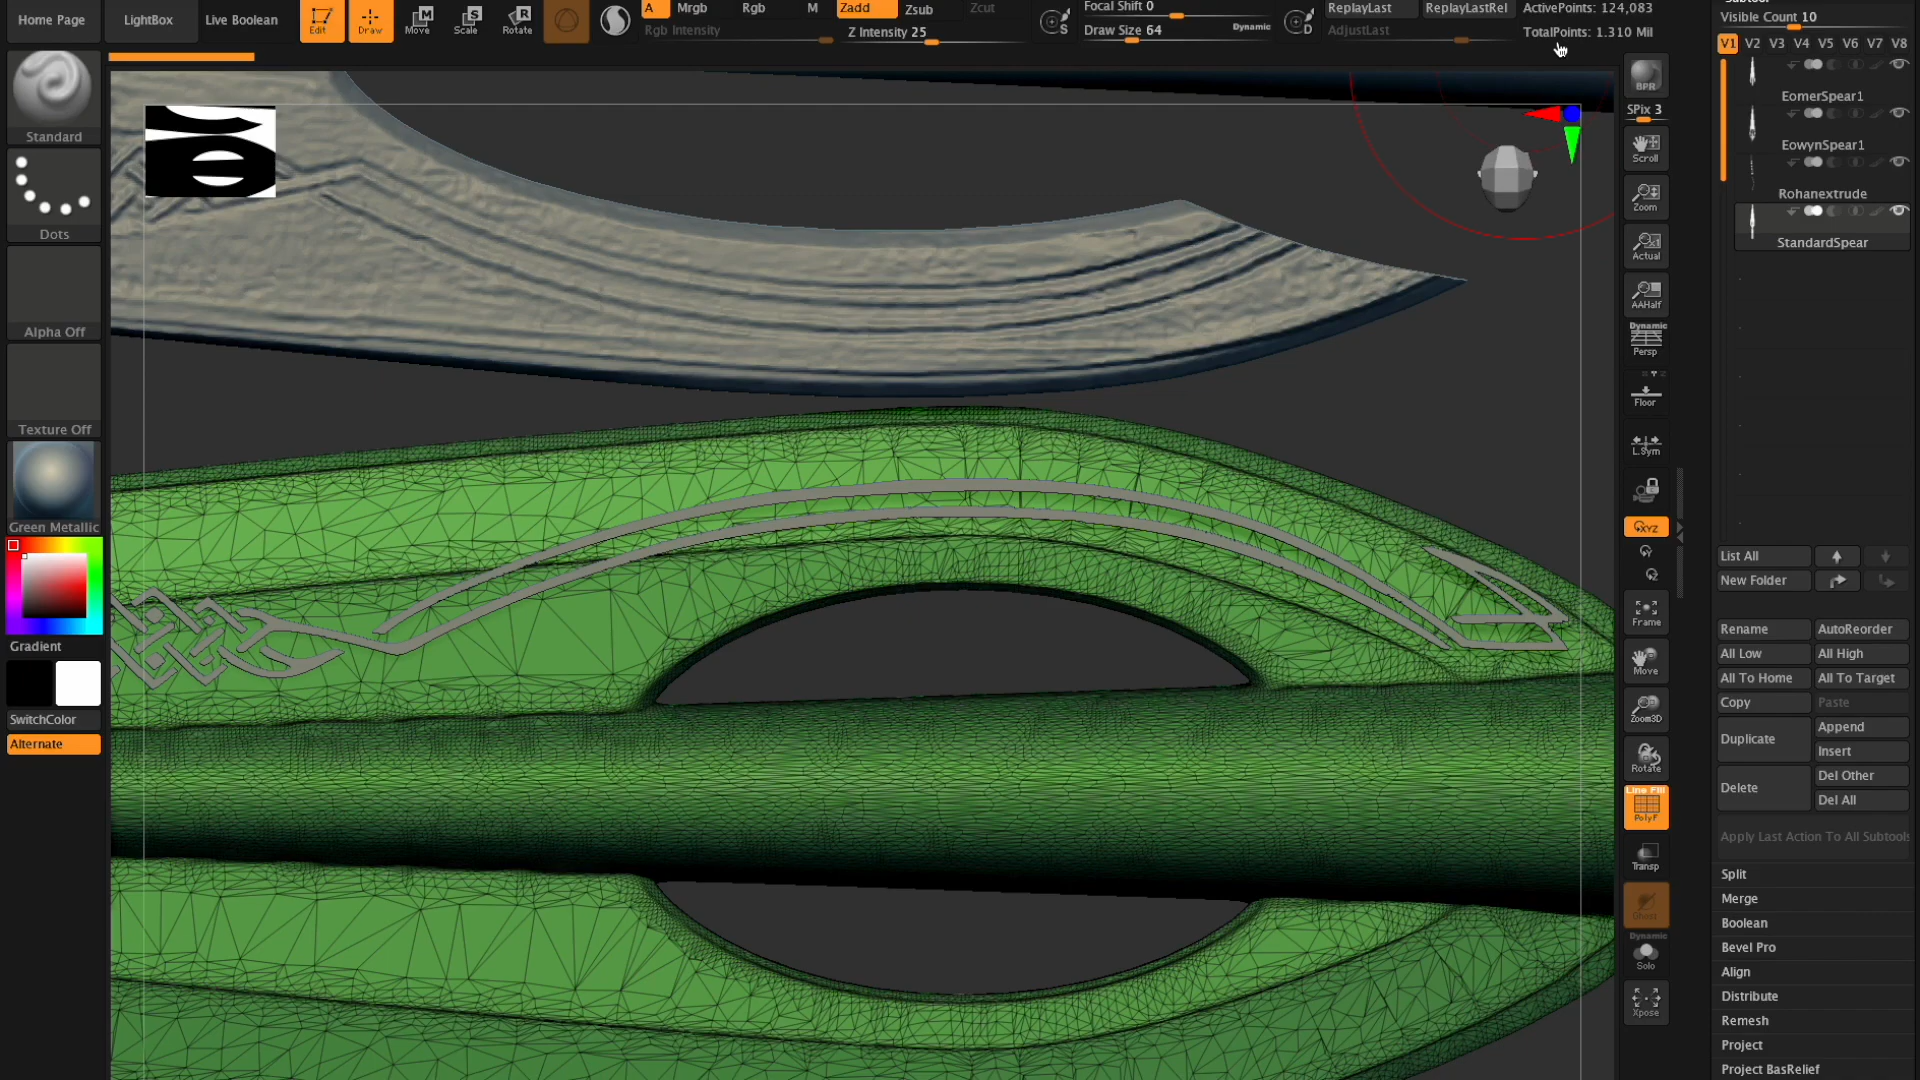 Home Page
LightBox
Live Boolean
Edit
Draw
Move
Scale
Rotate
A
Mrgb
Rgb
M
Rgb Intensity
Zadd
Zsub
Zcut
Z Intensity 25
Focal Shift 0
Draw Size 64
Dynamic
ReplayLast
ReplayLastRel
AdjustLast
ActivePoints: 124,083
TotalPoints: 1.310 Mil
Standard
Dots
Alpha Off
Texture Off
Green Metallic
Gradient
SwitchColor
Alternate
BPR
SPix 3
Scroll
Zoom
Actual
AAHalf
Dynamic
Persp
Floor
L.Sym
XYZ
Frame
Move
Zoom3D
Rotate
Line Fill
PolyF
Transp
Ghost
Dynamic
Solo
Xpose
Visible Count 10
V1 V2 V3 V4 V5 V6 V7 V8
EomerSpear1
EowynSpear1
Rohanextrude
StandardSpear
List All
New Folder
Rename
AutoReorder
All Low
All High
All To Home
All To Target
Copy
Paste
Duplicate
Append
Insert
Delete
Del Other
Del All
Apply Last Action To All Subtools
Split
Merge
Boolean
Bevel Pro
Align
Distribute
Remesh
Project
Project BasRelief